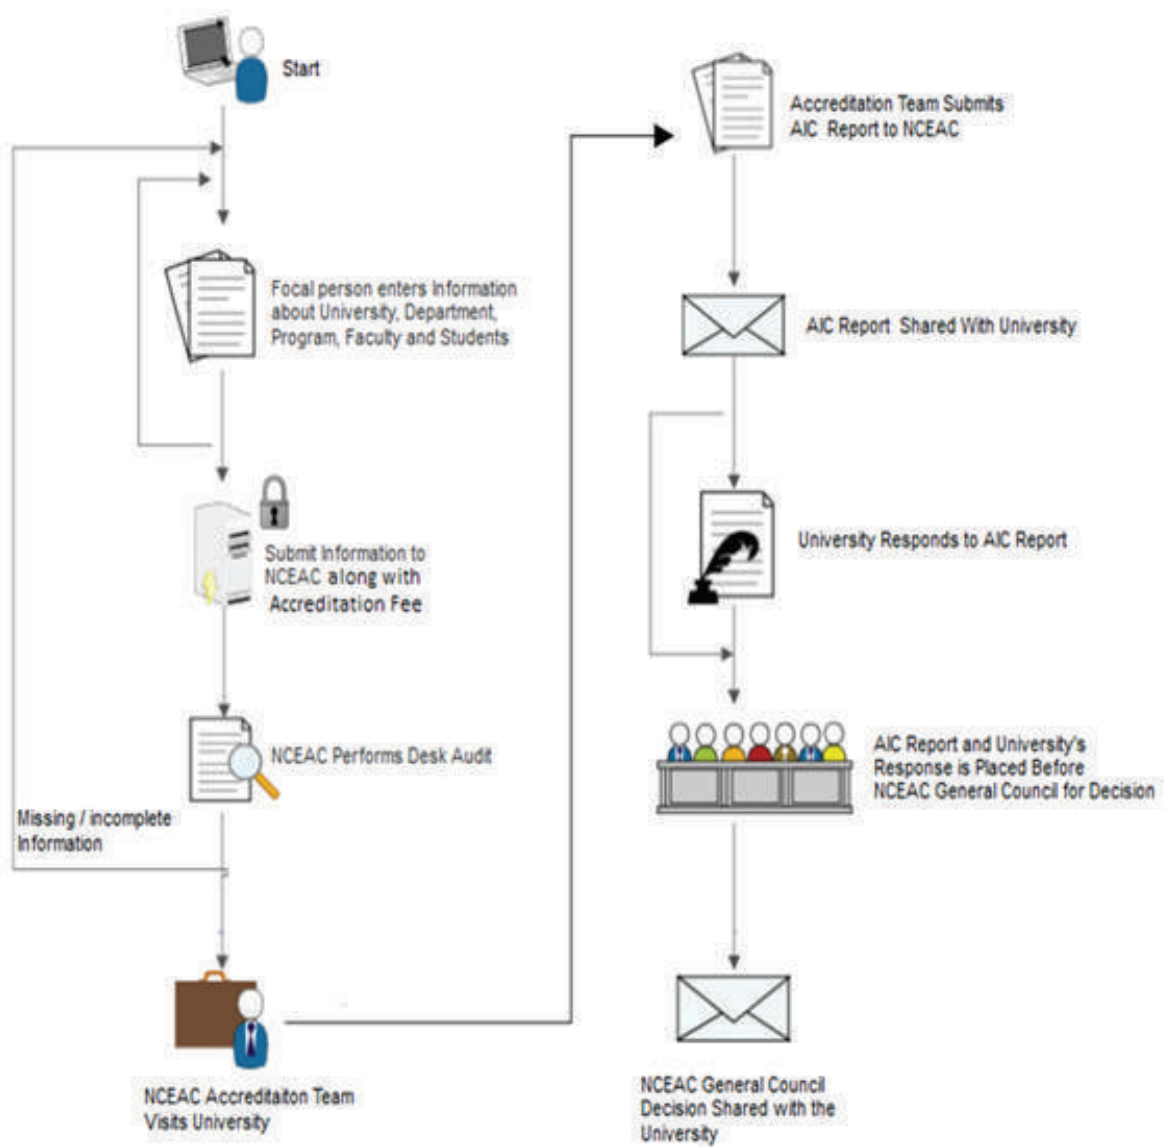 Start
Focal person enters Information
about University, Department,
Program, Faculty and Students
Submit Information to
NCEAC along with
Accreditation Fee
NCEAC Performs Desk Audit
Missing / incomplete
Information
NCEAC Accreditaiton Team
Visits University
Accreditation Team Submits
AIC Report to NCEAC
AIC Report Shared With University
University Responds to AIC Report
AIC Report and University's
Response is Placed Before
NCEAC General Council for Decision
NCEAC General Council
Decision Shared with the
University